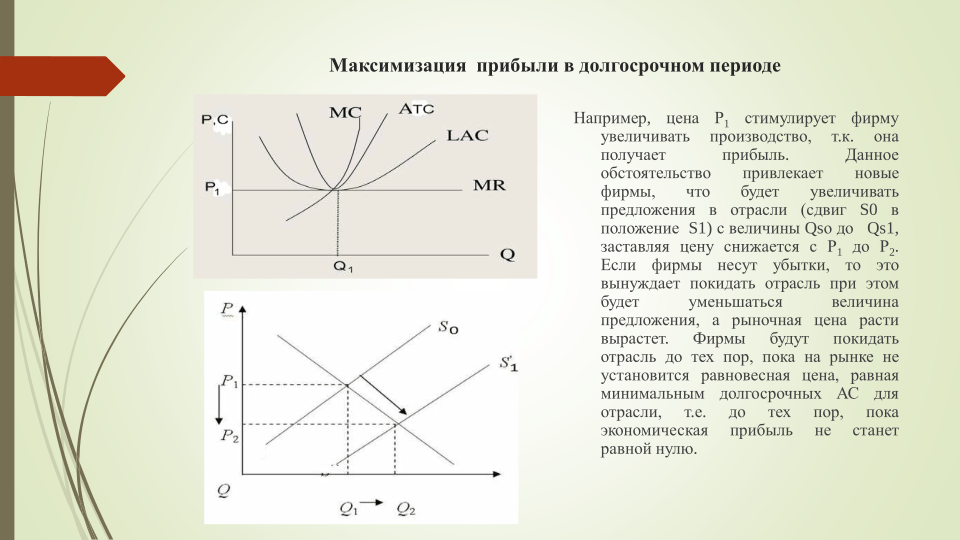 Максимизация прибыли в долгосрочном периоде
P,C
MC
ATC
LAC
P1
MR
Q
Q1
P
S0
S'1
P1
P2
Q
Q1
Q2
Например, цена P1 стимулирует фирму
увеличивать производство, т.к. она
получает прибыль. Данное
обстоятельство привлекает новые
фирмы, что будет увеличивать
предложения в отрасли (сдвиг S0 в
положение S1) с величины Qso до Qs1,
заставляя цену снижается с P1 до P2.
Если фирмы несут убытки, то это
вынуждает покидать отрасль при этом
будет уменьшаться величина
предложения, а рыночная цена расти
вырастет. Фирмы будут покидать
отрасль до тех пор, пока на рынке не
установится равновесная цена, равная
минимальным долгосрочных АС для
отрасли, т.е. до тех пор, пока
экономическая прибыль не станет
равной нулю.